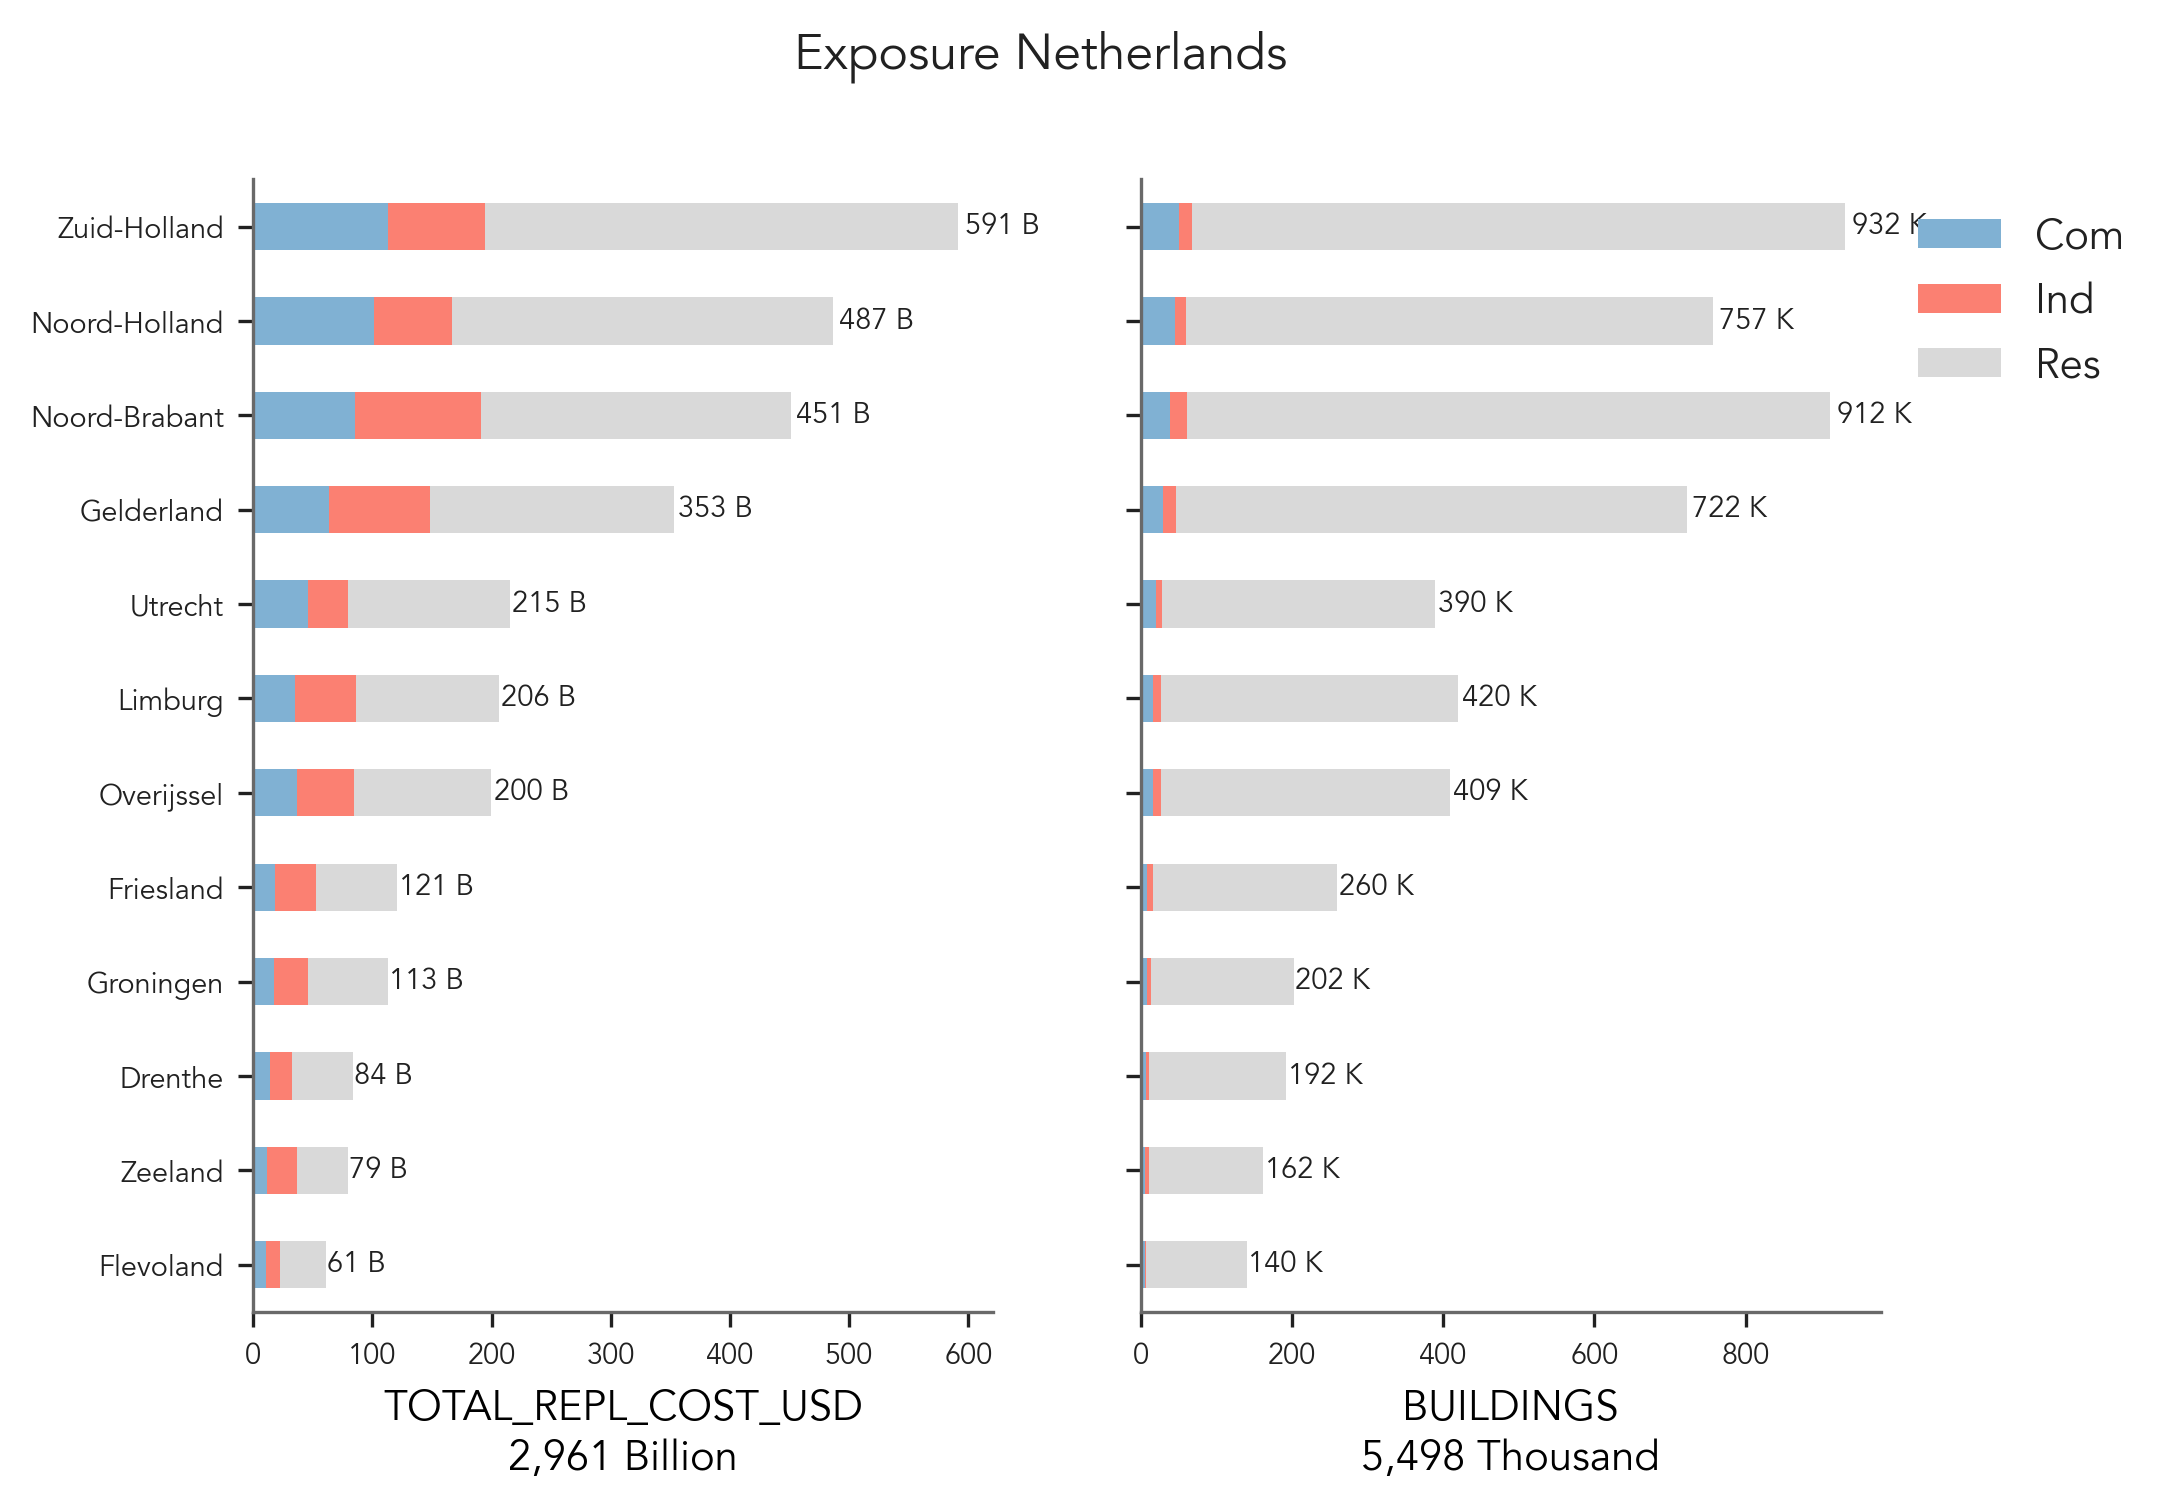 Exposure Netherlands
Zuid-Holland
591 B
932 K
Com
Noord-Holland
487 B
757 K
Ind
Res
Noord-Brabant
451 B
912 K
Gelderland
353 B
722 K
Utrecht
215 B
390 K
Limburg
206 B
420 K
Overijssel
200 B
409 K
Friesland
121 B
260 K
Groningen
113 B
202 K
Drenthe
84 B
192 K
Zeeland
79 B
162 K
Flevoland
61 B
140 K
0 100 200 300 400 500 600
0 200 400 600 800
TOTAL_REPL_COST_USD
2,961 Billion
BUILDINGS
5,498 Thousand